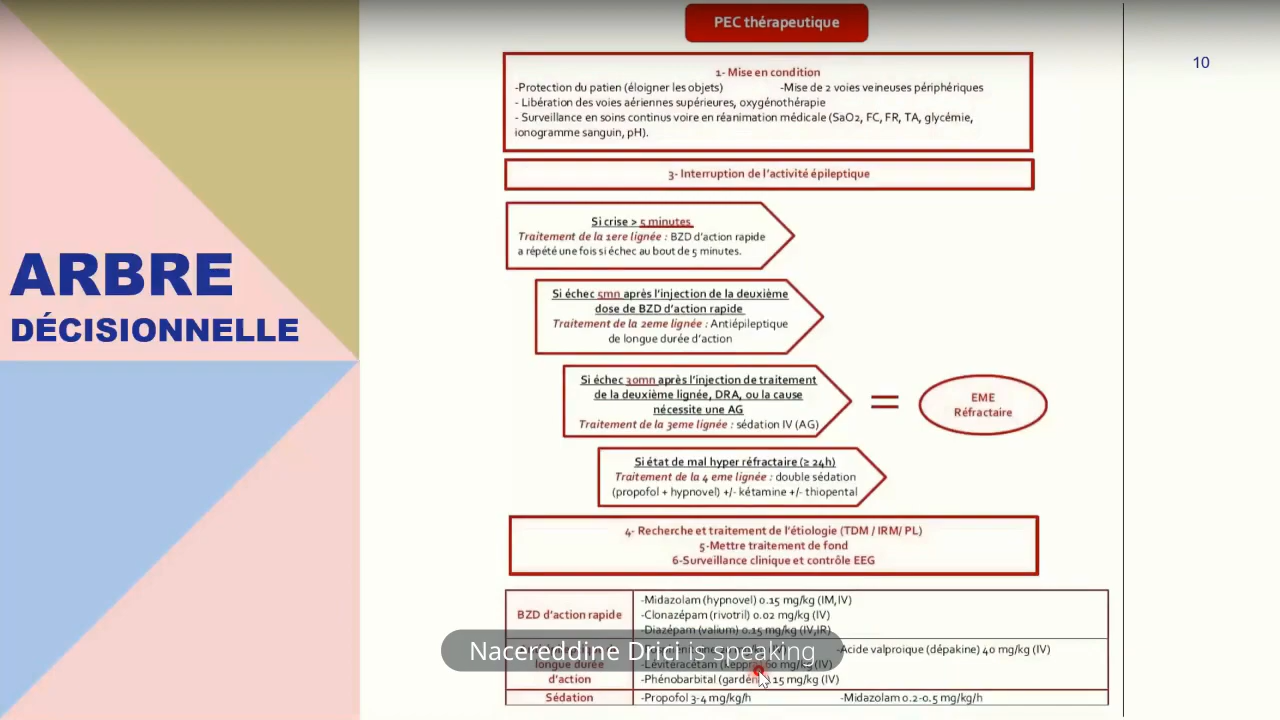 ARBRE
DÉCISIONNELLE
PEC thérapeutique
10
1- Mise en condition
-Protection du patien (éloigner les objets) -Mise de 2 voies veineuses périphériques
- Libération des voies aériennes supérieures, oxygénothérapie
- Surveillance en soins continus voire en réanimation médicale (SaO2, FC, FR, TA, glycémie,
ionogramme sanguin, pH).
3- Interruption de l'activité épileptique
Si crise > 5 minutes
Traitement de la 1ere lignée : BZD d'action rapide
a répété une fois si échec au bout de 5 minutes.
Si échec 5mn après l'injection de la deuxième
dose de BZD d'action rapide
Traitement de la 2eme lignée : Antiépileptique
de longue durée d'action
Si échec 30mn après l'injection de traitement
de la deuxième lignée, DRA, ou la cause
nécessite une AG
Traitement de la 3eme lignée : sédation IV (AG)
=
EME
Réfractaire
Si état de mal hyper réfractaire (≥ 24h)
Traitement de la 4 eme lignée : double sédation
(propofol + hypnovel) +/- kétamine +/- thiopental
4- Recherche et traitement de l'étiologie (TDM / IRM/ PL)
5-Mettre traitement de fond
6-Surveillance clinique et contrôle EEG
BZD d'action rapide
-Midazolam (hypnovel) 0.15 mg/kg (IM,IV)
-Clonazépam (rivotril) 0.02 mg/kg (IV)
-Diazépam (valium) 0.15 mg/kg (IV,IR)
longue durée
d'action
-Acide valproique (dépakine) 40 mg/kg (IV)
-Lévitéracétam 60 mg/kg (IV)
-Phénobarbital 15 mg/kg (IV)
Sédation
-Propofol 3-4 mg/kg/h -Midazolam 0.2-0.5 mg/kg/h
Nacereddine Drici is speaking